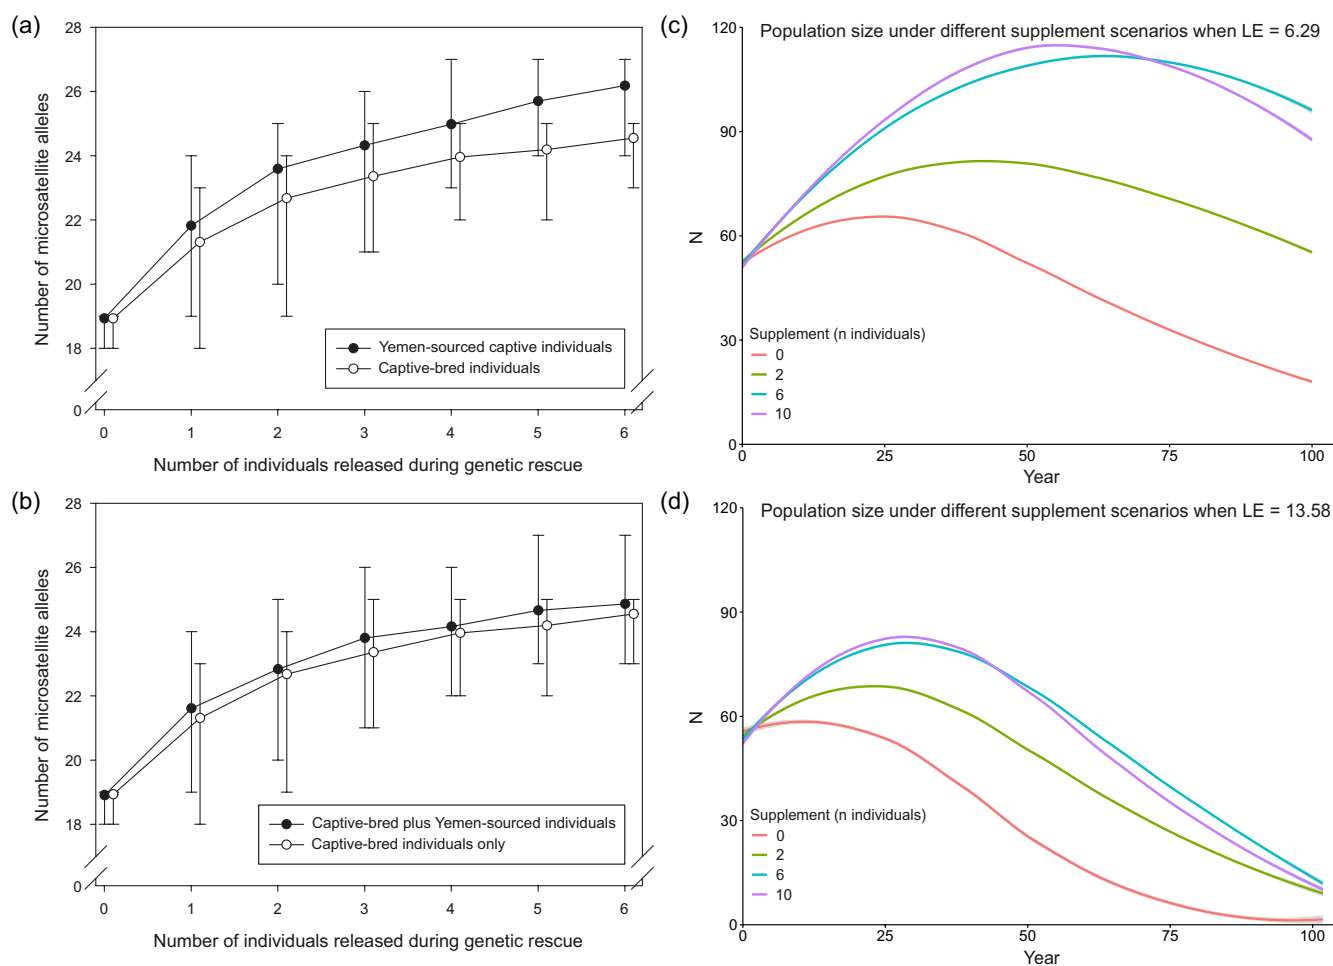 (a)
28
26
24
22
20
18
0
Number of microsatellite alleles
Yemen-sourced captive individuals
Captive-bred individuals
0 1 2 3 4 5 6
Number of individuals released during genetic rescue
(b)
28
26
24
22
20
18
0
Number of microsatellite alleles
Captive-bred plus Yemen-sourced individuals
Captive-bred individuals only
0 1 2 3 4 5 6
Number of individuals released during genetic rescue
(c)
Population size under different supplement scenarios when LE = 6.29
120
90
60
30
0
N
Supplement (n individuals)
0
2
6
10
0 25 50 75 100
Year
(d)
Population size under different supplement scenarios when LE = 13.58
120
90
60
30
0
N
Supplement (n individuals)
0
2
6
10
0 25 50 75 100
Year